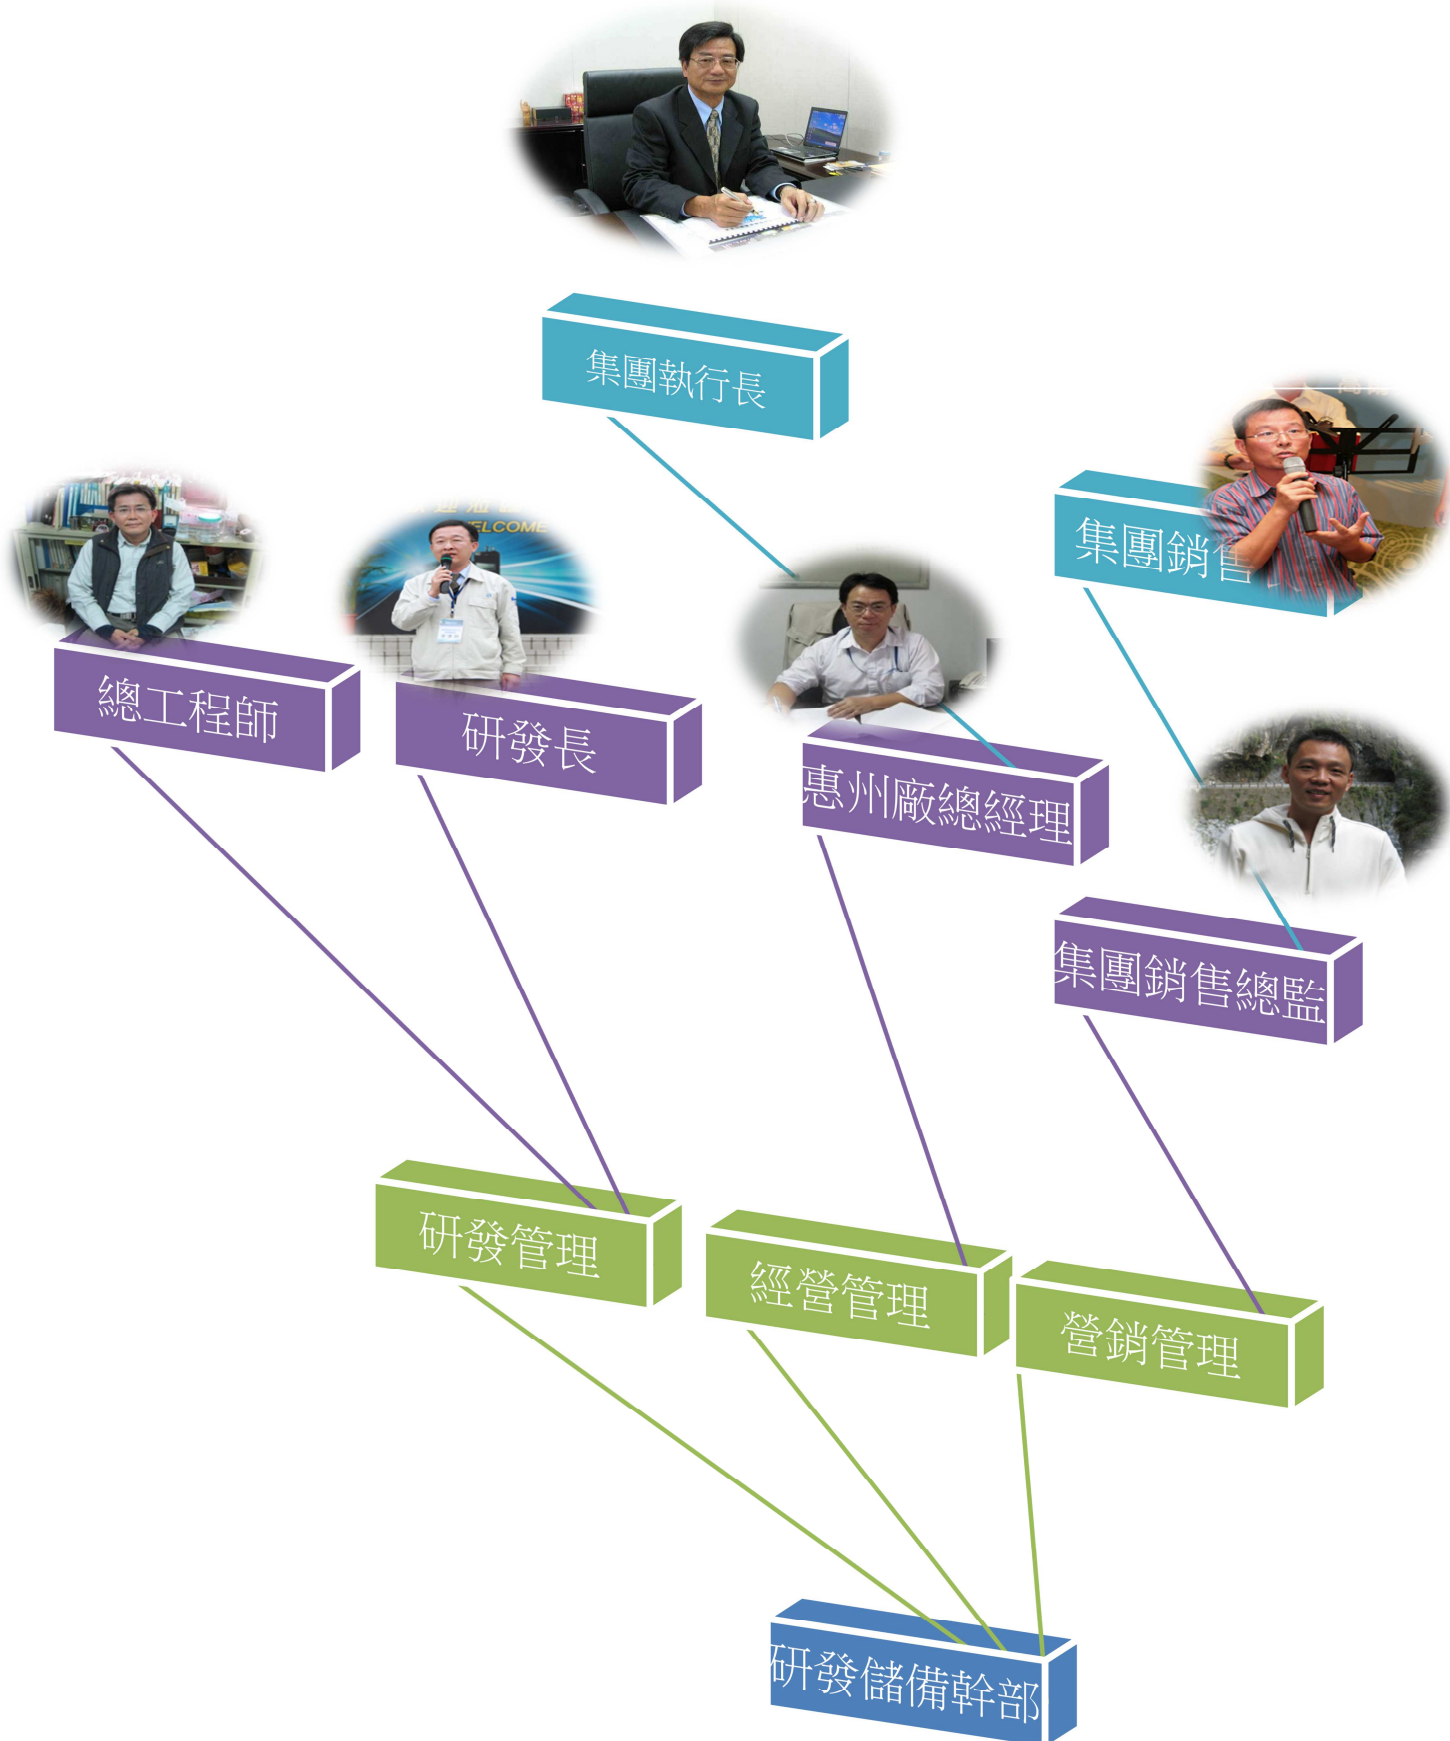 集團執行長
集團銷售
WELCOME
總工程師
研發長
惠州廠總經理
集團銷售總監
研發管理
經營管理
營銷管理
研發儲備幹部